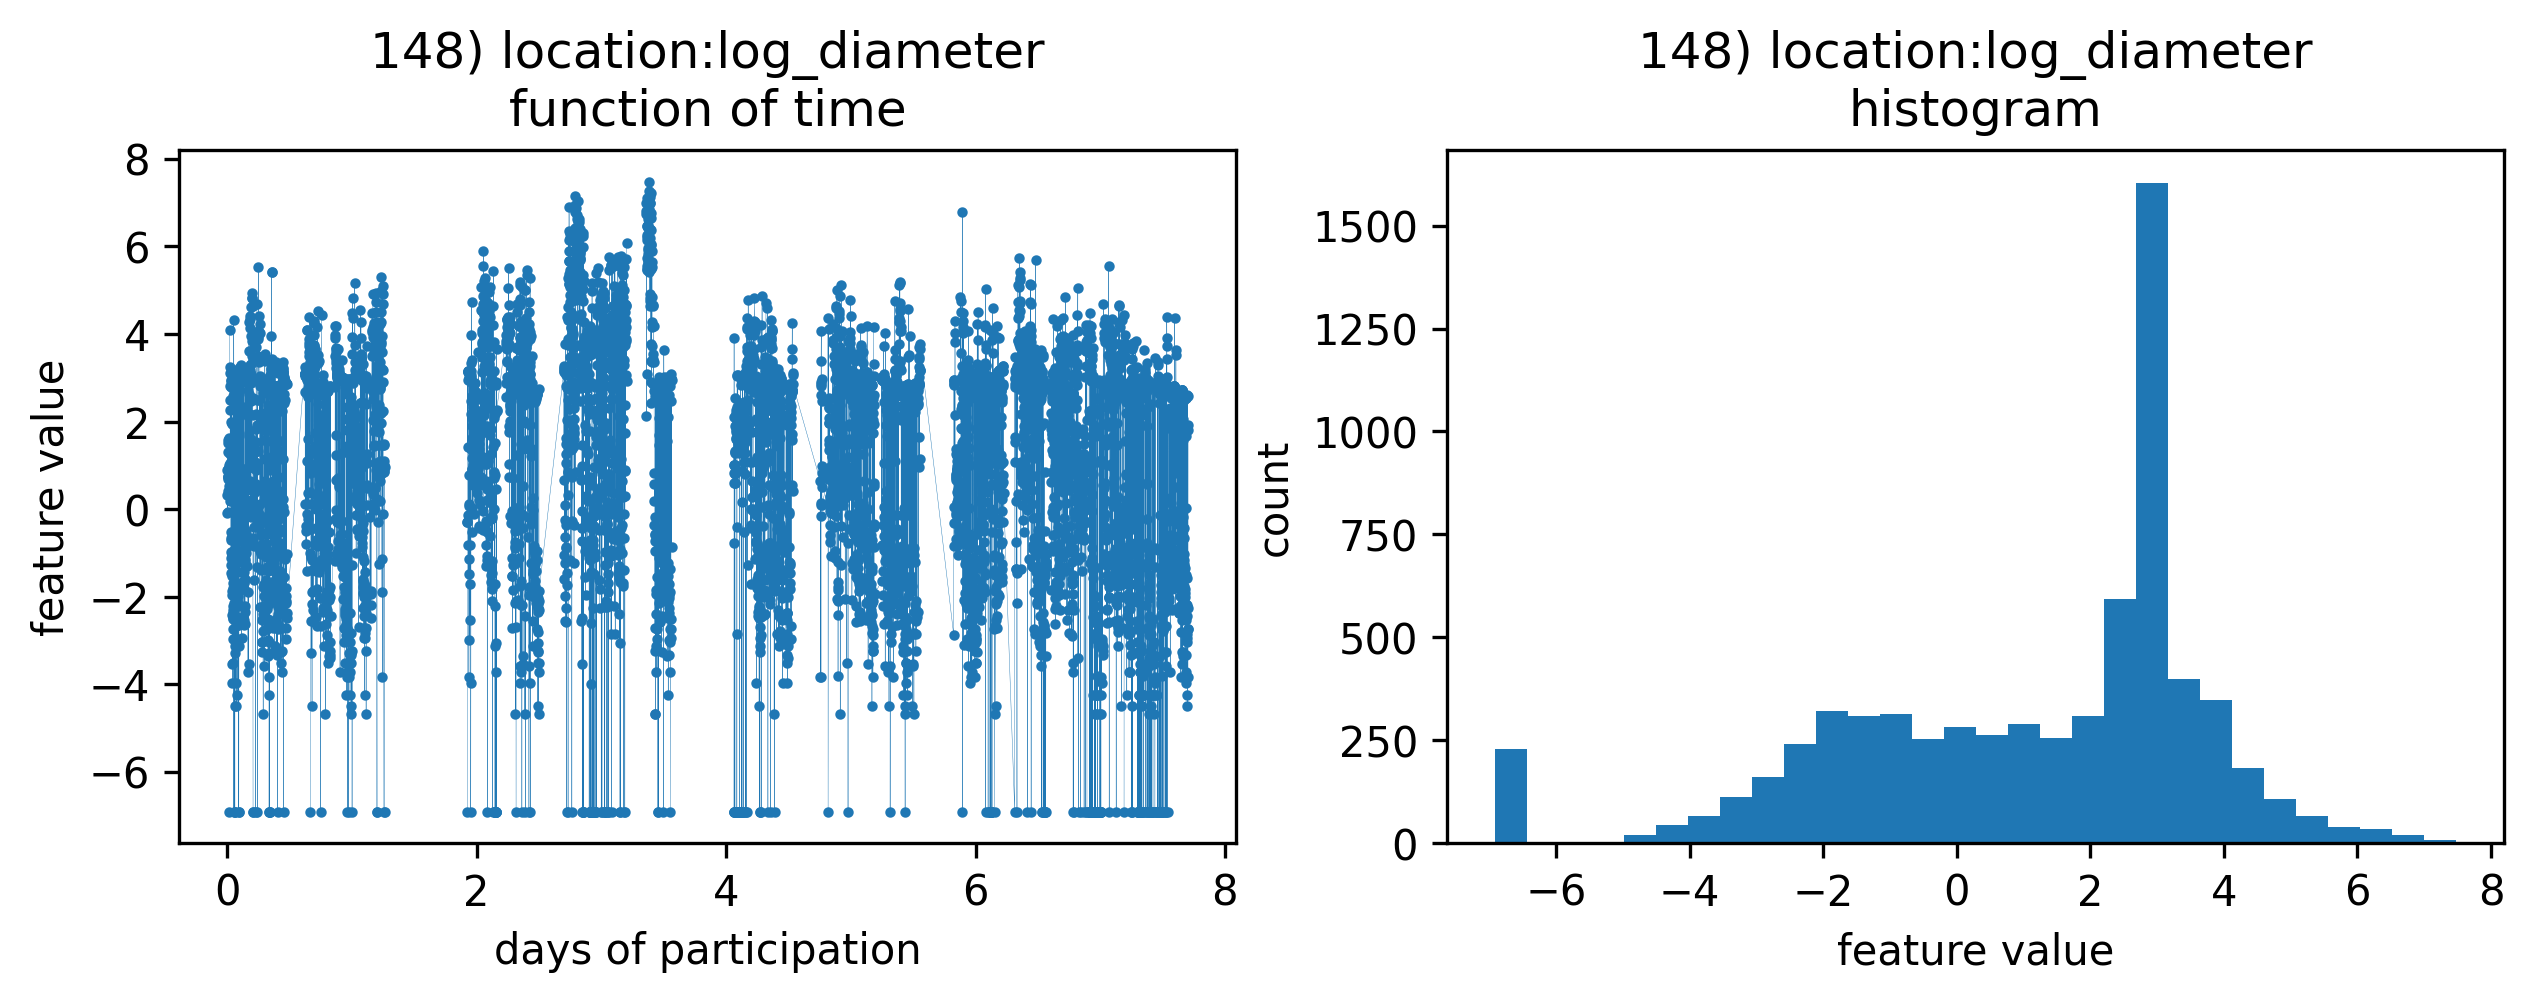 148) location:log_diameter
function of time
feature value
8
6
4
2
0
−2
−4
−6
0 2 4 6 8
days of participation
148) location:log_diameter
histogram
count
1500
1250
1000
750
500
250
0
−6 −4 −2 0 2 4 6 8
feature value